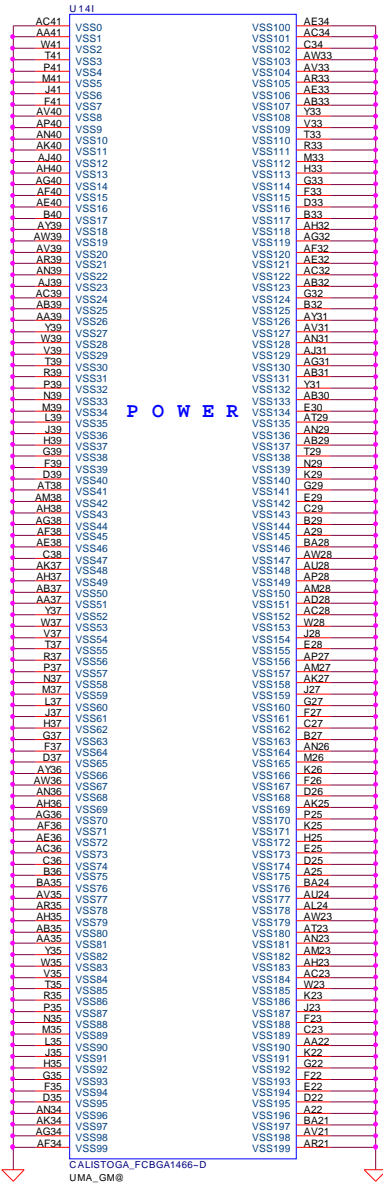 U14I
AC41 VSS0 VSS100 AE34
AA41 VSS1 VSS101 AC34
W41 VSS2 VSS102 C34
T41 VSS3 VSS103 AW33
P41 VSS4 VSS104 AV33
M41 VSS5 VSS105 AR33
J41 VSS6 VSS106 AE33
F41 VSS7 VSS107 AB33
AV40 VSS8 VSS108 Y33
AP40 VSS9 VSS109 V33
AN40 VSS10 VSS110 T33
AK40 VSS11 VSS111 R33
AJ40 VSS12 VSS112 M33
AH40 VSS13 VSS113 H33
AG40 VSS14 VSS114 G33
AF40 VSS15 VSS115 F33
AE40 VSS16 VSS116 D33
B40 VSS17 VSS117 B33
AY39 VSS18 VSS118 AH32
AW39 VSS19 VSS119 AG32
AV39 VSS20 VSS120 AF32
AR39 VSS21 VSS121 AE32
AN39 VSS22 VSS122 AC32
AJ39 VSS23 VSS123 AB32
AC39 VSS24 VSS124 G32
AB39 VSS25 VSS125 B32
AA39 VSS26 VSS126 AY31
Y39 VSS27 VSS127 AV31
W39 VSS28 VSS128 AN31
V39 VSS29 VSS129 AJ31
T39 VSS30 VSS130 AG31
R39 VSS31 VSS131 AB31
P39 VSS32 VSS132 Y31
N39 VSS33 VSS133 AB30
M39 VSS34 P O W E R VSS134 E30
L39 VSS35 VSS135 AT29
J39 VSS36 VSS136 AN29
H39 VSS37 VSS137 AB29
G39 VSS38 VSS138 T29
F39 VSS39 VSS139 N29
D39 VSS40 VSS140 K29
AT38 VSS41 VSS141 G29
AM38 VSS42 VSS142 E29
AH38 VSS43 VSS143 C29
AG38 VSS44 VSS144 B29
AF38 VSS45 VSS145 A29
AE38 VSS46 VSS146 BA28
C38 VSS47 VSS147 AW28
AK37 VSS48 VSS148 AU28
AH37 VSS49 VSS149 AP28
AB37 VSS50 VSS150 AM28
AA37 VSS51 VSS151 AD28
Y37 VSS52 VSS152 AC28
W37 VSS53 VSS153 W28
V37 VSS54 VSS154 J28
T37 VSS55 VSS155 E28
R37 VSS56 VSS156 AP27
P37 VSS57 VSS157 AM27
N37 VSS58 VSS158 AK27
M37 VSS59 VSS159 J27
L37 VSS60 VSS160 G27
J37 VSS61 VSS161 F27
H37 VSS62 VSS162 C27
G37 VSS63 VSS163 B27
F37 VSS64 VSS164 AN26
D37 VSS65 VSS165 M26
AY36 VSS66 VSS166 K26
AW36 VSS67 VSS167 F26
AN36 VSS68 VSS168 D26
AH36 VSS69 VSS169 AK25
AG36 VSS70 VSS170 P25
AF36 VSS71 VSS171 K25
AE36 VSS72 VSS172 H25
AC36 VSS73 VSS173 E25
C36 VSS74 VSS174 D25
B36 VSS75 VSS175 A25
BA35 VSS76 VSS176 BA24
AV35 VSS77 VSS177 AU24
AR35 VSS78 VSS178 AL24
AH35 VSS79 VSS179 AW23
AB35 VSS80 VSS180 AT23
AA35 VSS81 VSS181 AN23
Y35 VSS82 VSS182 AM23
W35 VSS83 VSS183 AH23
V35 VSS84 VSS184 AC23
T35 VSS85 VSS185 W23
R35 VSS86 VSS186 K23
P35 VSS87 VSS187 J23
N35 VSS88 VSS188 F23
M35 VSS89 VSS189 C23
L35 VSS90 VSS190 AA22
J35 VSS91 VSS191 K22
H35 VSS92 VSS192 G22
G35 VSS93 VSS193 F22
F35 VSS94 VSS194 E22
D35 VSS95 VSS195 D22
AN34 VSS96 VSS196 A22
AK34 VSS97 VSS197 BA21
AG34 VSS98 VSS198 AV21
AF34 VSS99 VSS199 AR21
CALISTOGA_FCBGA1466-D
UMA_GM@